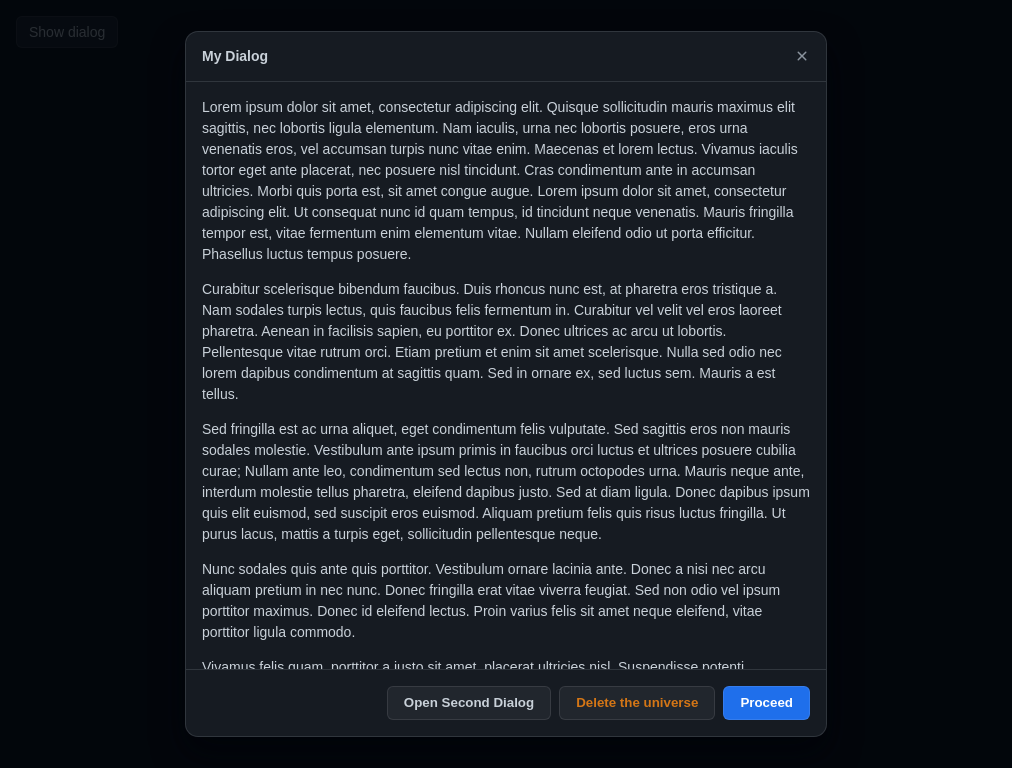 Show dialog
My Dialog
Lorem ipsum dolor sit amet, consectetur adipiscing elit. Quisque sollicitudin mauris maximus elit
sagittis, nec lobortis ligula elementum. Nam iaculis, urna nec lobortis posuere, eros urna
venenatis eros, vel accumsan turpis nunc vitae enim. Maecenas et lorem lectus. Vivamus iaculis
tortor eget ante placerat, nec posuere nisl tincidunt. Cras condimentum ante in accumsan
ultricies. Morbi quis porta est, sit amet congue augue. Lorem ipsum dolor sit amet, consectetur
adipiscing elit. Ut consequat nunc id quam tempus, id tincidunt neque venenatis. Mauris fringilla
tempor est, vitae fermentum enim elementum vitae. Nullam eleifend odio ut porta efficitur.
Phasellus luctus tempus posuere.
Curabitur scelerisque bibendum faucibus. Duis rhoncus nunc est, at pharetra eros tristique a.
Nam sodales turpis lectus, quis faucibus felis fermentum in. Curabitur vel velit vel eros laoreet
pharetra. Aenean in facilisis sapien, eu porttitor ex. Donec ultrices ac arcu ut lobortis.
Pellentesque vitae rutrum orci. Etiam pretium et enim sit amet scelerisque. Nulla sed odio nec
lorem dapibus condimentum at sagittis quam. Sed in ornare ex, sed luctus sem. Mauris a est
tellus.
Sed fringilla est ac urna aliquet, eget condimentum felis vulputate. Sed sagittis eros non mauris
sodales molestie. Vestibulum ante ipsum primis in faucibus orci luctus et ultrices posuere cubilia
curae; Nullam ante leo, condimentum sed lectus non, rutrum octopodes urna. Mauris neque ante,
interdum molestie tellus pharetra, eleifend dapibus justo. Sed at diam ligula. Donec dapibus ipsum
quis elit euismod, sed suscipit eros euismod. Aliquam pretium felis quis risus luctus fringilla. Ut
purus lacus, mattis a turpis eget, sollicitudin pellentesque neque.
Nunc sodales quis ante quis porttitor. Vestibulum ornare lacinia ante. Donec a nisi nec arcu
aliquam pretium in nec nunc. Donec fringilla erat vitae viverra feugiat. Sed non odio vel ipsum
porttitor maximus. Donec id eleifend lectus. Proin varius felis sit amet neque eleifend, vitae
porttitor ligula commodo.
Vivamus felis quam, porttitor a justo sit amet, placerat ultricies nisl. Suspendisse potenti.
Open Second Dialog
Delete the universe
Proceed